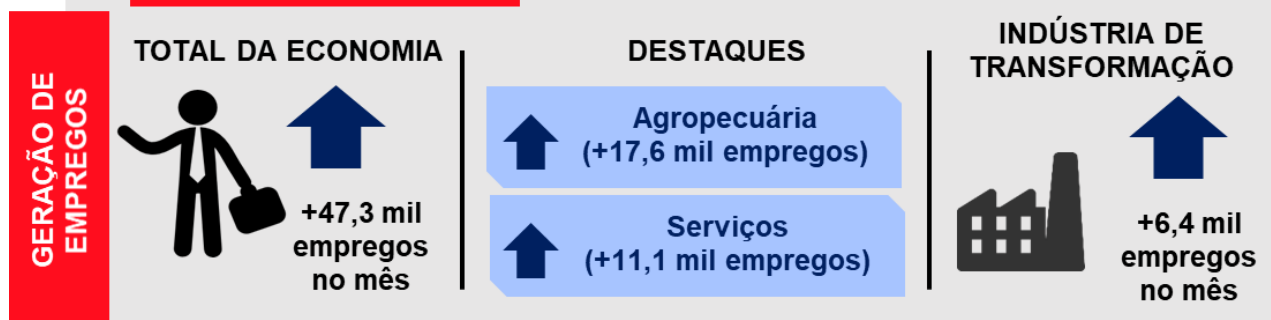 GERAÇÃO DE
EMPREGOS
TOTAL DA ECONOMIA
+47,3 mil
empregos
no mês
DESTAQUES
Agropecuária
(+17,6 mil empregos)
Serviços
(+11,1 mil empregos)
INDÚSTRIA DE
TRANSFORMAÇÃO
+6,4 mil
empregos
no mês